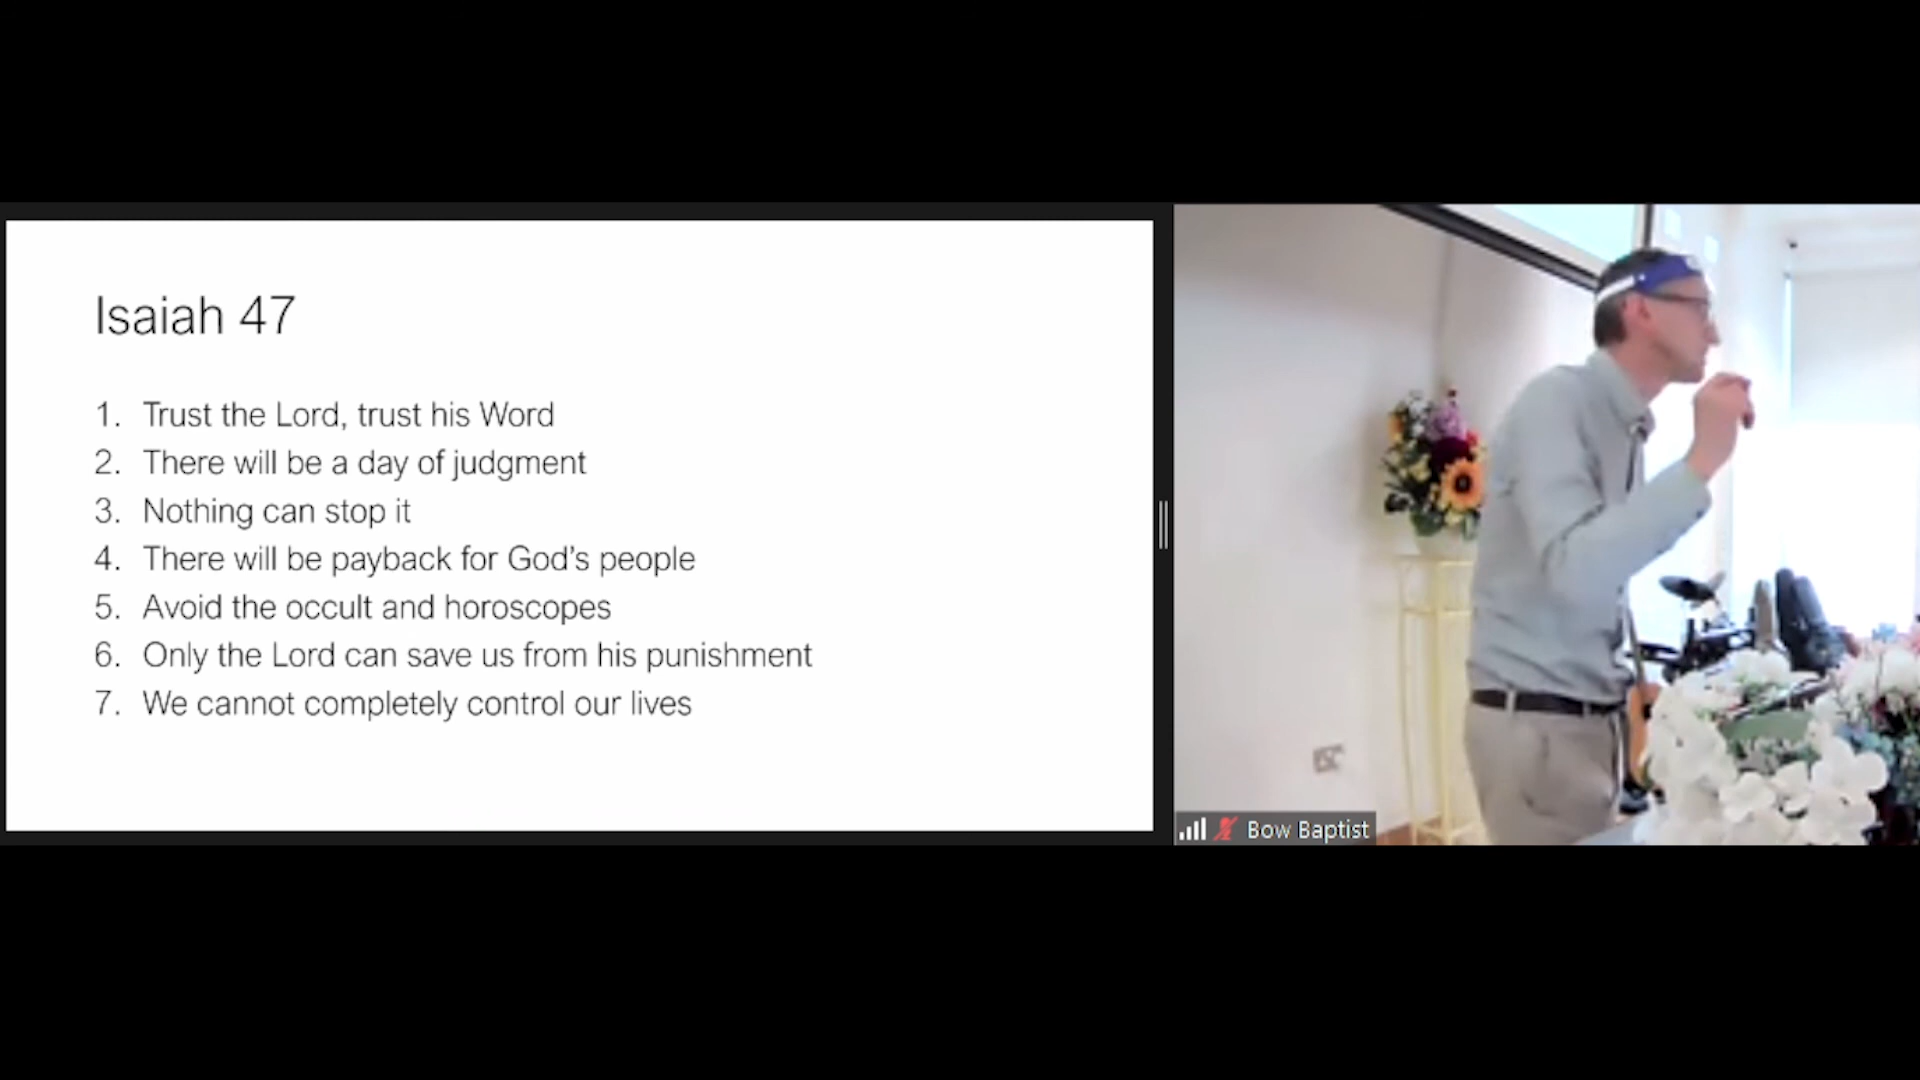 Isaiah 47
1. Trust the Lord, trust his Word
2. There will be a day of judgment
3. Nothing can stop it
4. There will be payback for God's people
5. Avoid the occult and horoscopes
6. Only the Lord can save us from his punishment
7. We cannot completely control our lives
Bow Baptist